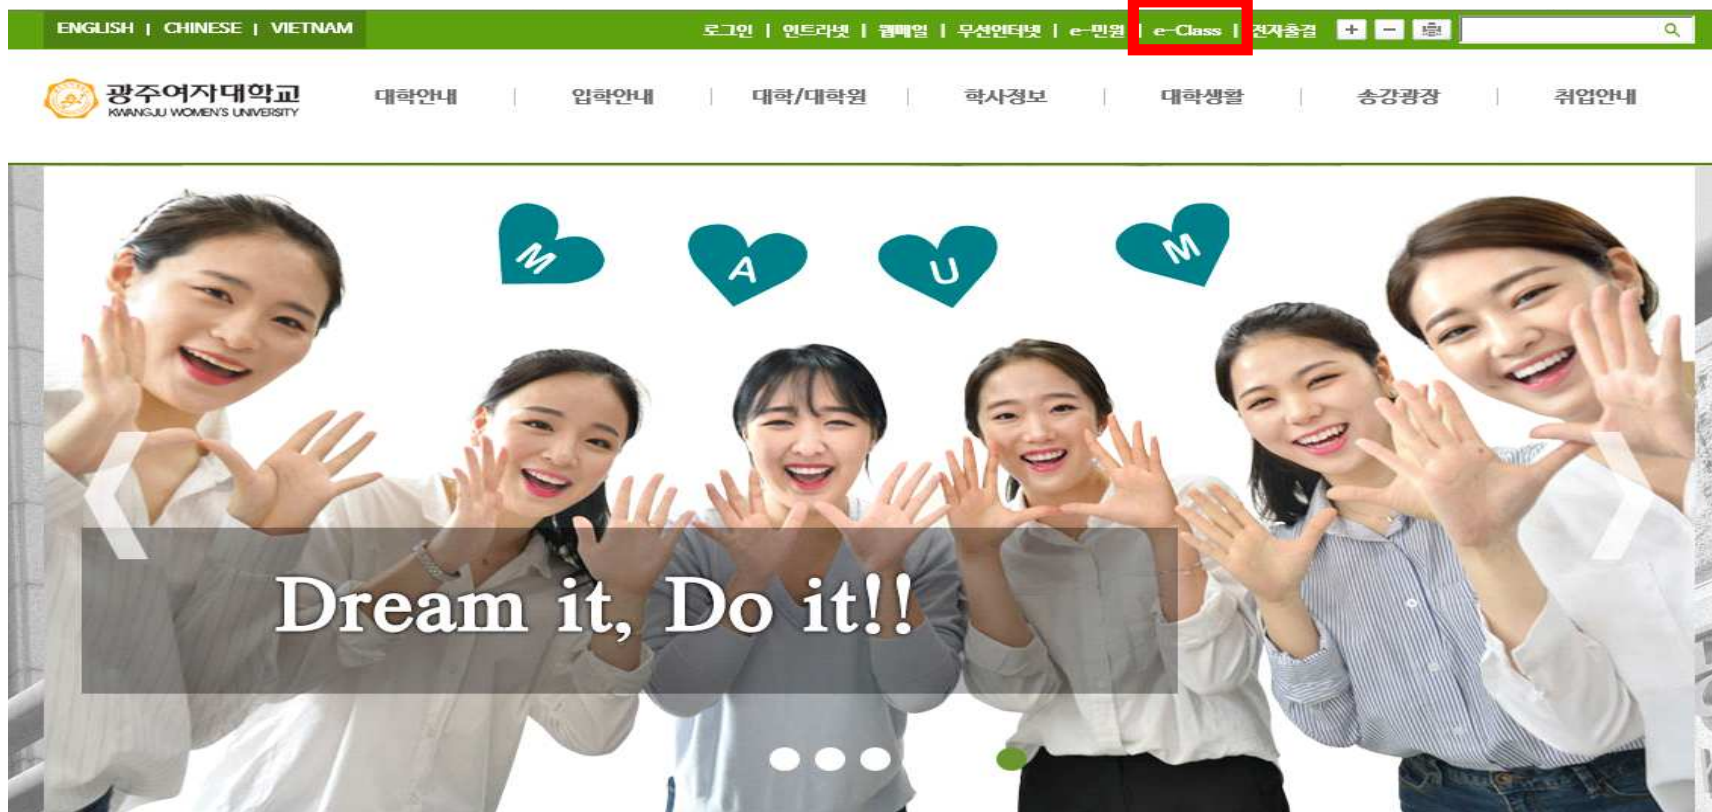 ENGLISH | CHINESE | VIETNAM
로그인 | 인트라넷 | 웹메일 | 무선인터넷 | e-민원 | e-Class | 전자출결
광주여자대학교
KWANGJU WOMEN'S UNIVERSITY
대학안내 | 입학안내 | 대학/대학원 | 학사정보 | 대학생활 | 송강광장 | 취업안내
M A U M
Dream it, Do it!!